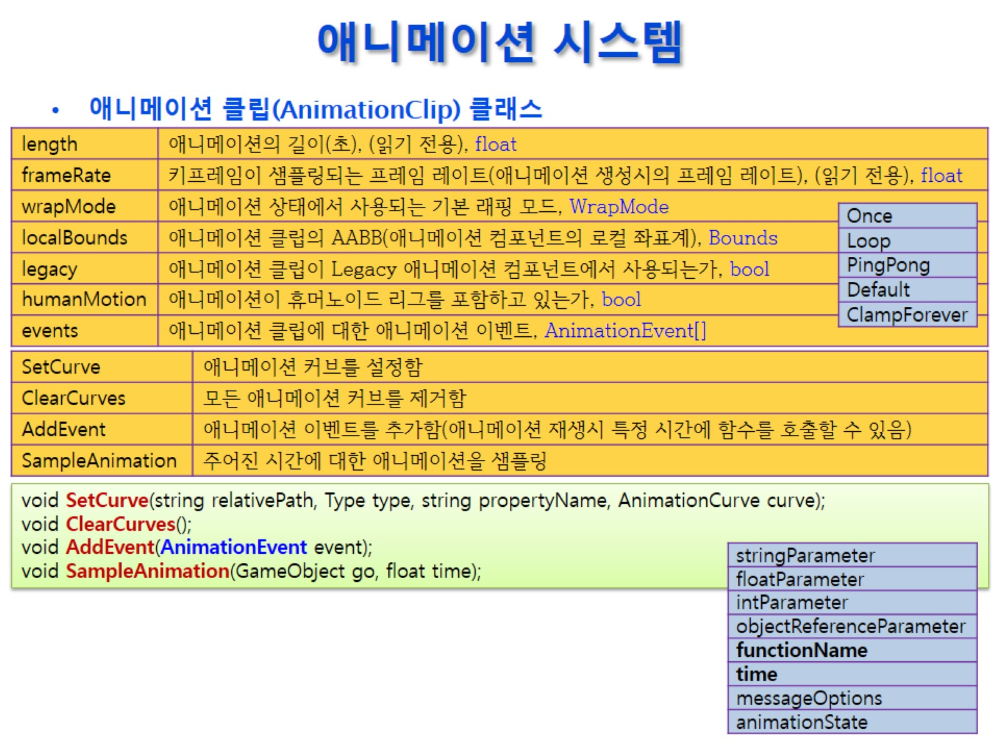 애니메이션 시스템
• 애니메이션 클립(AnimationClip) 클래스
length 애니메이션의 길이(초), (읽기 전용), float
frameRate 키프레임이 샘플링되는 프레임 레이트(애니메이션 생성시의 프레임 레이트), (읽기 전용), float
wrapMode 애니메이션 상태에서 사용되는 기본 래핑 모드, WrapMode
localBounds 애니메이션 클립의 AABB(애니메이션 컴포넌트의 로컬 좌표계), Bounds
legacy 애니메이션 클립이 Legacy 애니메이션 컴포넌트에서 사용되는가, bool
humanMotion 애니메이션이 휴머노이드 리그를 포함하고 있는가, bool
events 애니메이션 클립에 대한 애니메이션 이벤트, AnimationEvent[]
Once
Loop
PingPong
Default
ClampForever
SetCurve 애니메이션 커브를 설정함
ClearCurves 모든 애니메이션 커브를 제거함
AddEvent 애니메이션 이벤트를 추가함(애니메이션 재생시 특정 시간에 함수를 호출할 수 있음)
SampleAnimation 주어진 시간에 대한 애니메이션을 샘플링
void SetCurve(string relativePath, Type type, string propertyName, AnimationCurve curve);
void ClearCurves();
void AddEvent(AnimationEvent event);
void SampleAnimation(GameObject go, float time);
stringParameter
floatParameter
intParameter
objectReferenceParameter
functionName
time
messageOptions
animationState